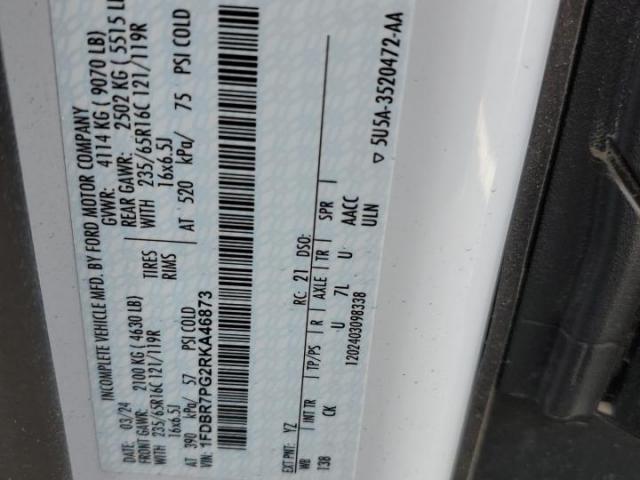 INCOMPLETE VEHICLE MFD. BY FORD MOTOR COMPANY
DATE: 03/24 GVWR: 4114 KG ( 9070 LB)
FRONT GAWR: 2100 KG ( 4630 LB) REAR GAWR: 2502 KG ( 5515 L
WITH 235/65R16C 121/119R TIRES WITH 235/65R16C 121/119R
16x6.5J RIMS 16x6.5J
AT 390 kPa/ 57 PSI COLD AT 520 kPa/ 75 PSI COLD
VIN: 1FDBR7PG2RKA46873
EXT PNT: YZ RC: 21 DSO:
WB INT TR TP/PS R AXLE TR SPR
138 CK U 7L U AACC
1202403098338 ULN
▽ 5U5A-3520472-AA